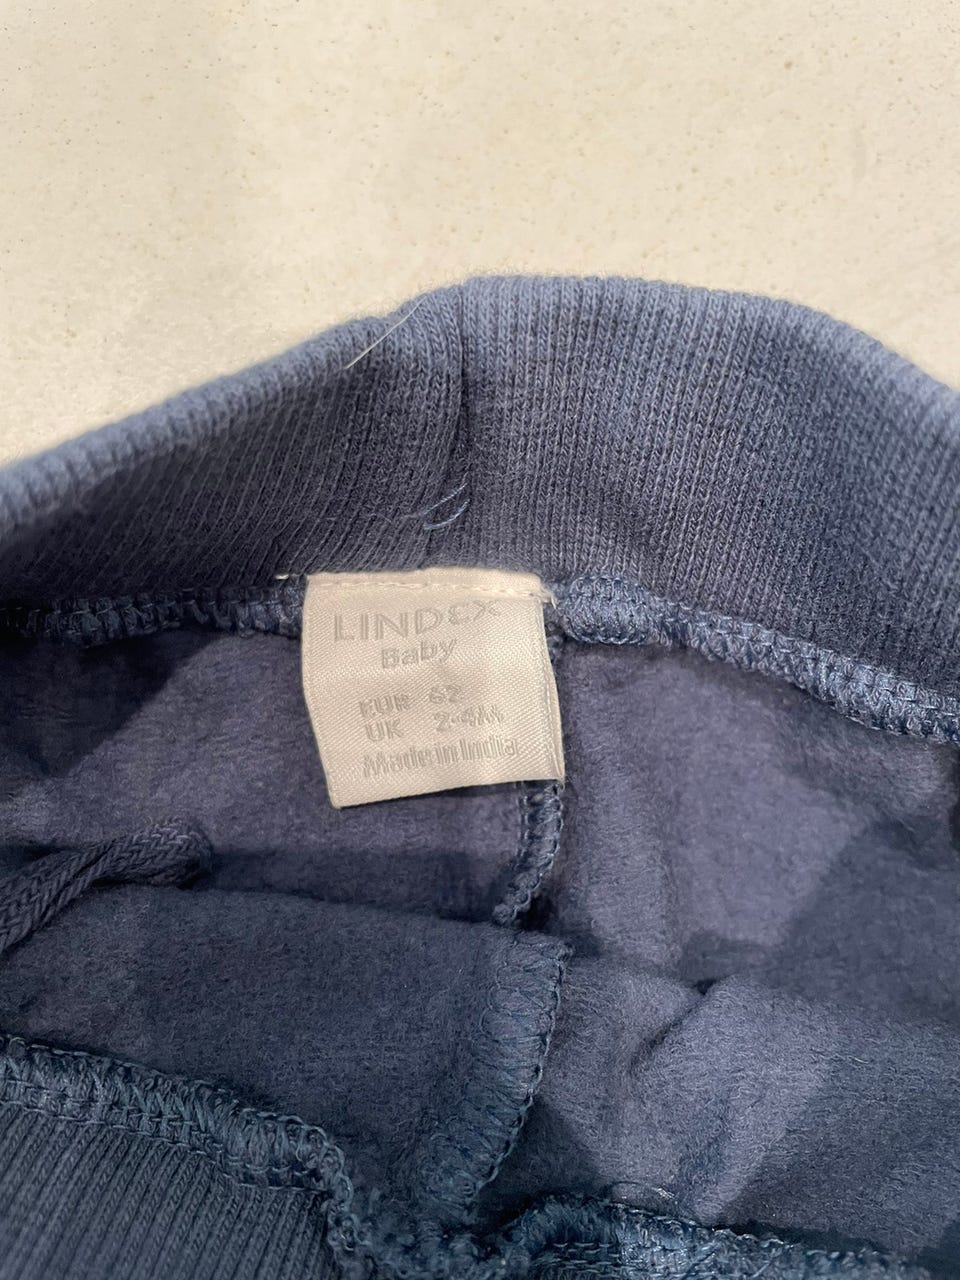 LINDEX
Baby
EUR 62
UK 2-4M
Made in India